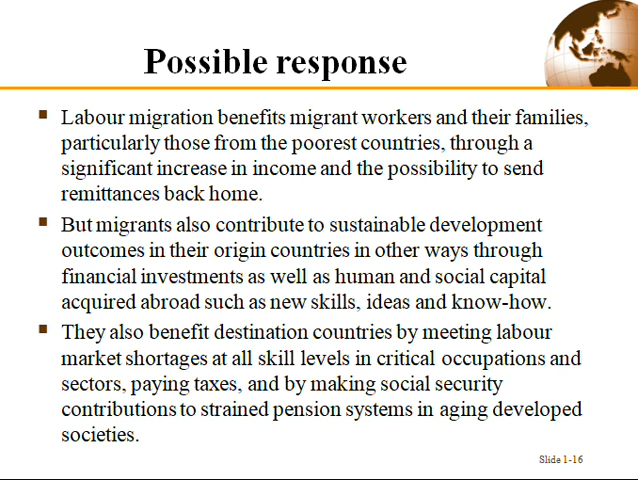 Possible response
Labour migration benefits migrant workers and their families,
particularly those from the poorest countries, through a
significant increase in income and the possibility to send
remittances back home.
But migrants also contribute to sustainable development
outcomes in their origin countries in other ways through
financial investments as well as human and social capital
acquired abroad such as new skills, ideas and know-how.
They also benefit destination countries by meeting labour
market shortages at all skill levels in critical occupations and
sectors, paying taxes, and by making social security
contributions to strained pension systems in aging developed
societies.
Slide 1-16